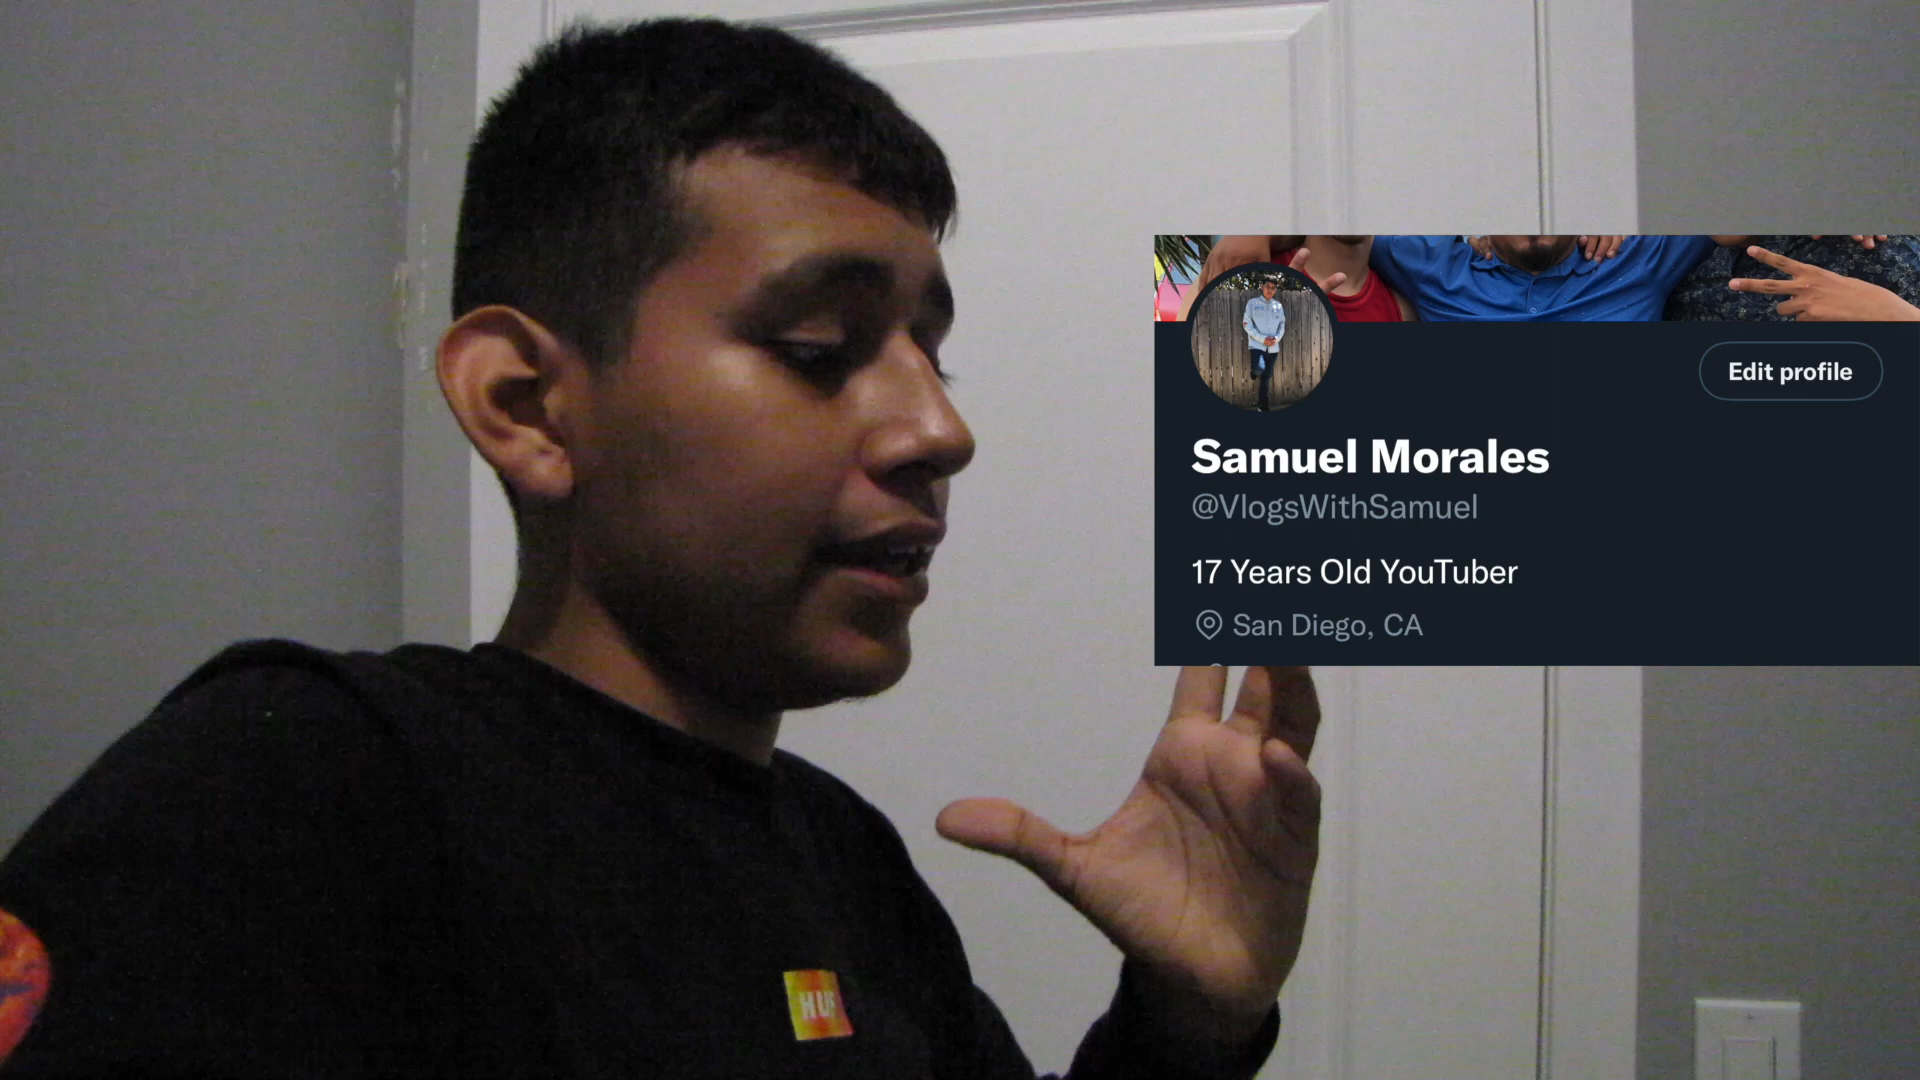 Edit profile
Samuel Morales
@VlogsWithSamuel
17 Years Old YouTuber
San Diego, CA
HUF